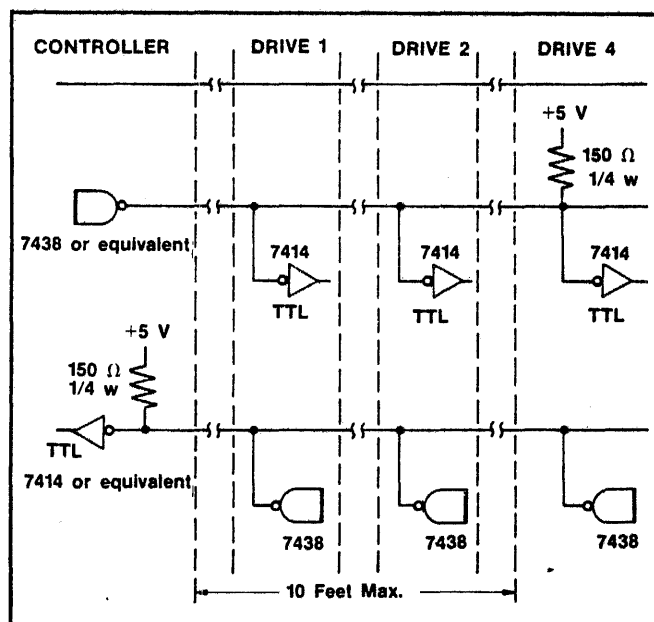 CONTROLLER DRIVE 1 DRIVE 2 DRIVE 4
+5 V
150 Ω
1/4 w
7438 or equivalent
7414
TTL
7414
TTL
7414
TTL
+5 V
150 Ω
1/4 w
TTL
7414 or equivalent
7438
7438
7438
10 Feet Max.